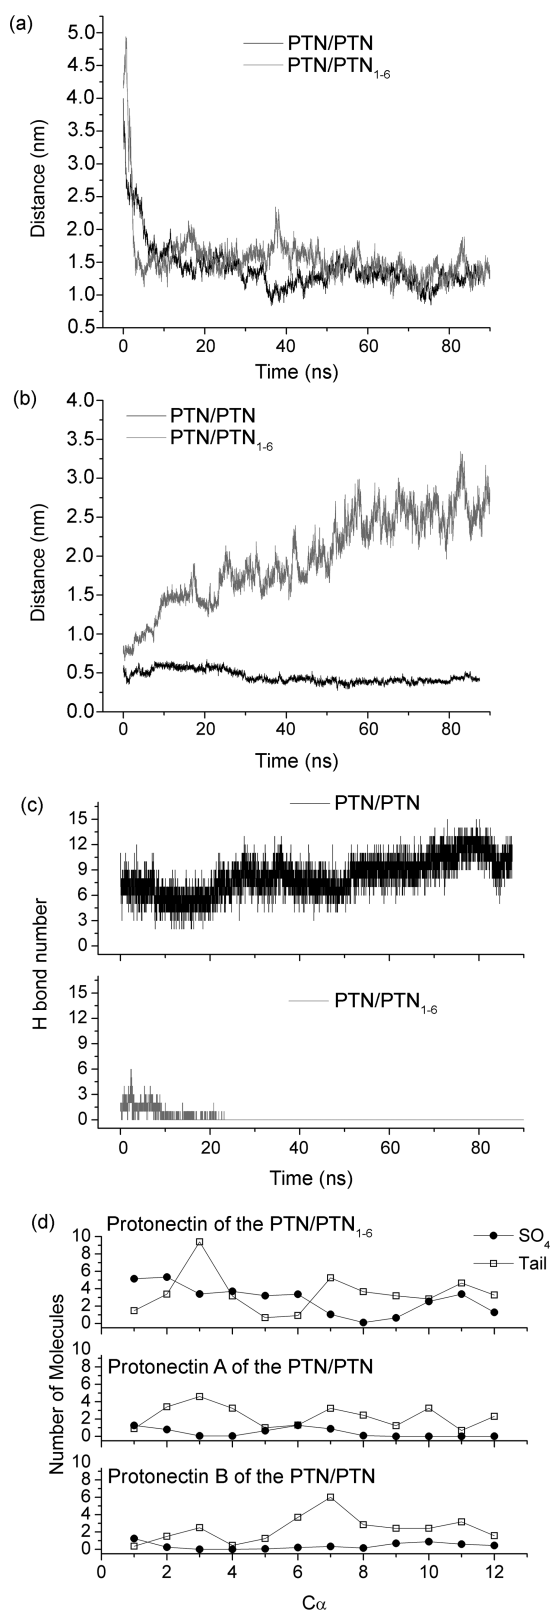 (a)
PTN/PTN
PTN/PTN1-6
5.0
4.5
4.0
3.5
3.0
2.5
2.0
1.5
1.0
0.5
Distance (nm)
0 20 40 60 80
Time (ns)
(b)
PTN/PTN
PTN/PTN1-6
4.0
3.5
3.0
2.5
2.0
1.5
1.0
0.5
0.0
Distance (nm)
0 20 40 60 80
Time (ns)
(c)
PTN/PTN
15
12
9
6
3
0
H bond number
PTN/PTN1-6
15
12
9
6
3
0
0 20 40 60 80
Time (ns)
(d)
Protonectin of the PTN/PTN1-6
SO4
Tail
10
8
6
4
2
0
Number of Molecules
Protonectin A of the PTN/PTN
8
6
4
2
0
Protonectin B of the PTN/PTN
8
6
4
2
0
0 2 4 6 8 10 12
Cα